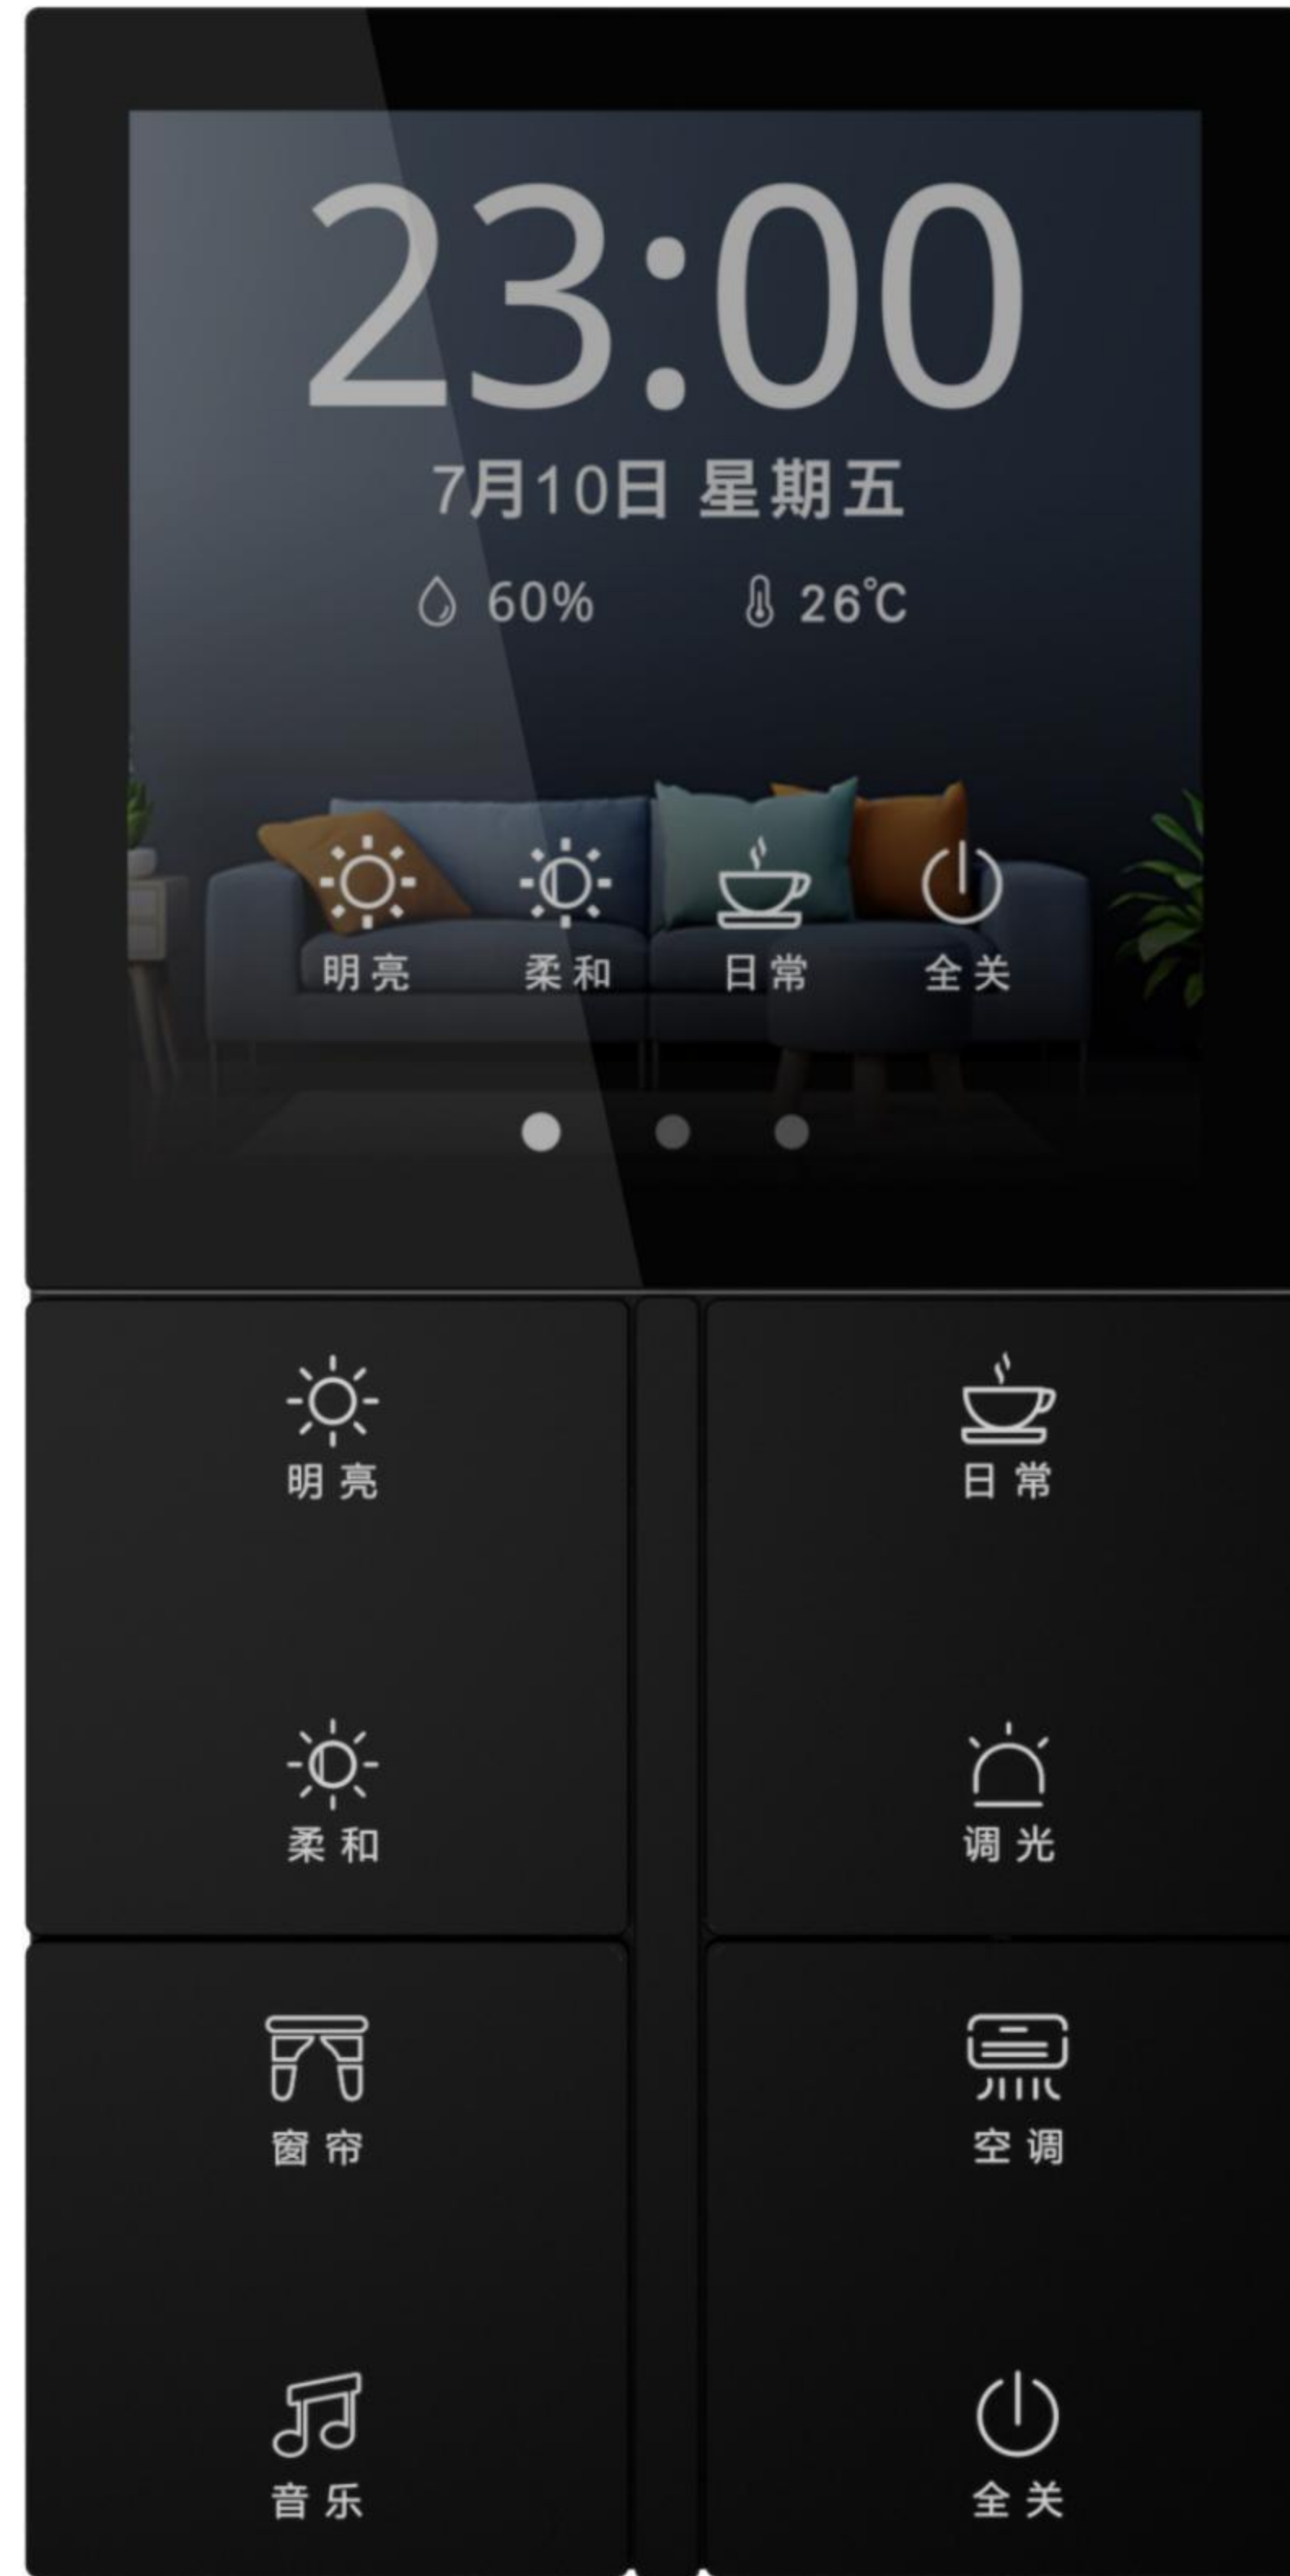 23:00
7月10日 星期五
60% 26℃
明亮 柔和 日常 全关
明亮 日常
柔和 调光
窗帘 空调
音乐 全关